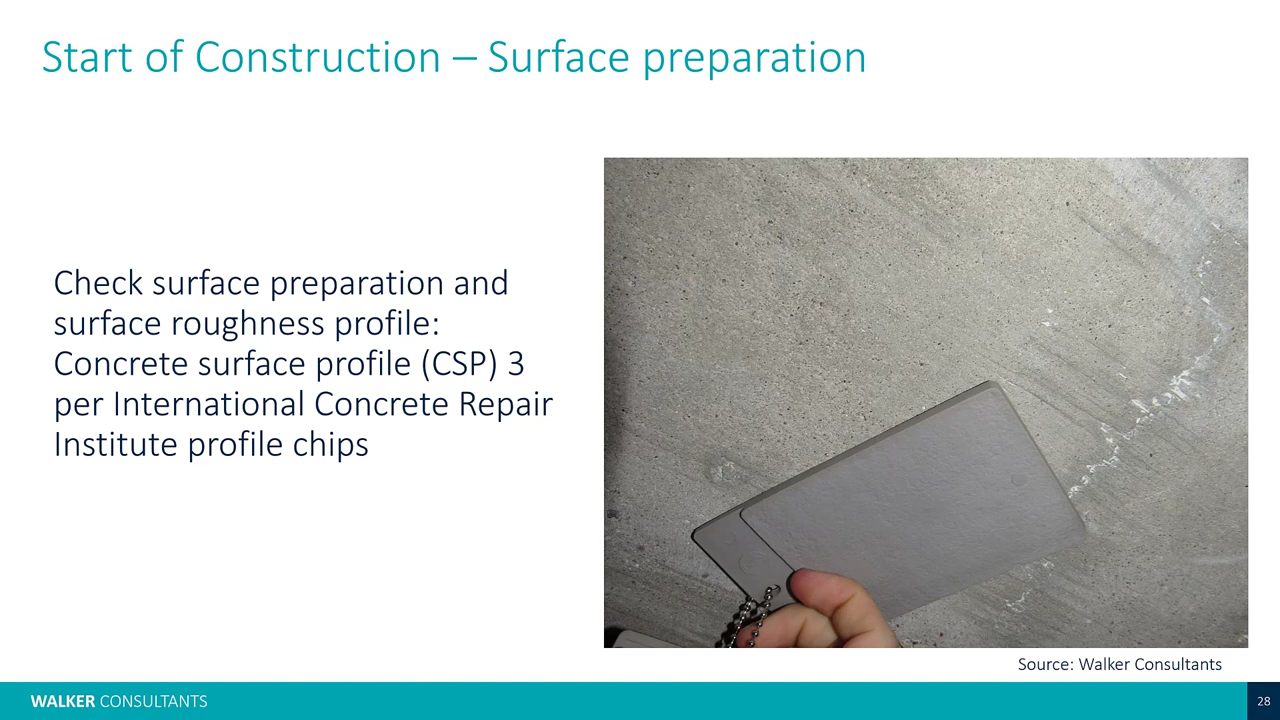 Start of Construction – Surface preparation
Check surface preparation and
surface roughness profile:
Concrete surface profile (CSP) 3
per International Concrete Repair
Institute profile chips
Source: Walker Consultants
WALKER CONSULTANTS
28